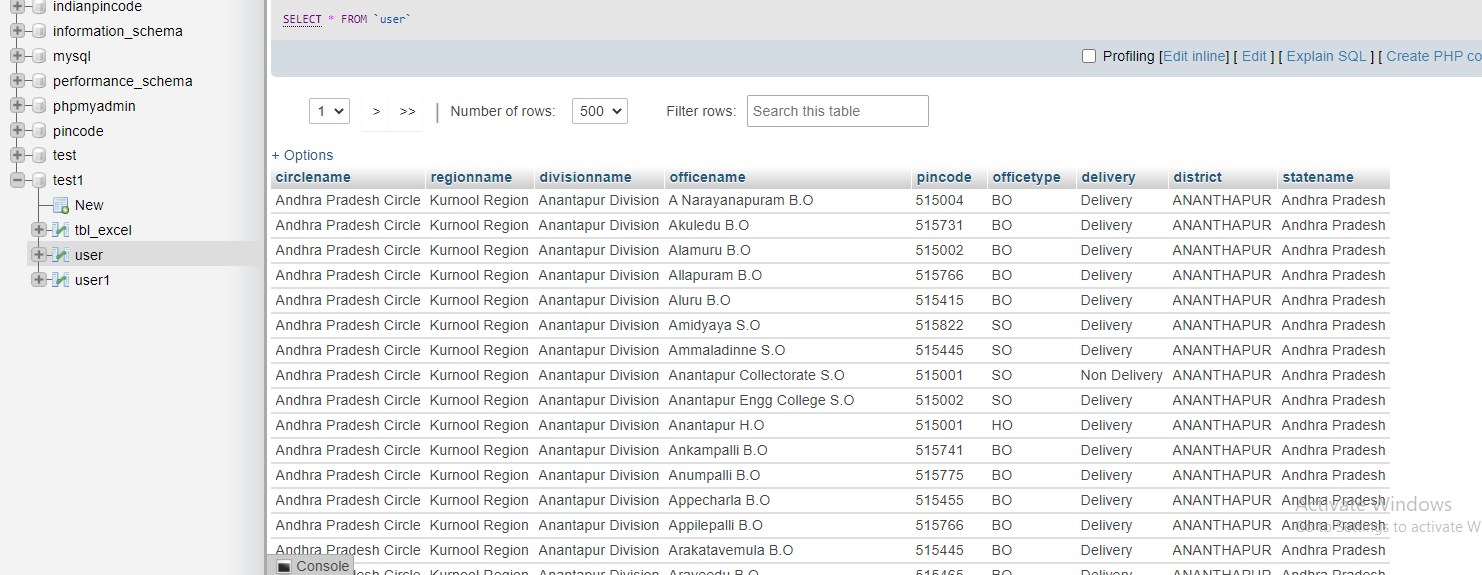 indianpincode
information_schema
mysql
performance_schema
phpmyadmin
pincode
test
test1
New
tbl_excel
user
user1
SELECT * FROM `user`
Profiling [Edit inline] [ Edit ] [ Explain SQL ] [ Create PHP co
1 > >> | Number of rows: 500 Filter rows: Search this table
+ Options
circlename regionname divisionname officename pincode officetype delivery district statename
Andhra Pradesh Circle Kurnool Region Anantapur Division A Narayanapuram B.O 515004 BO Delivery ANANTHAPUR Andhra Pradesh
Andhra Pradesh Circle Kurnool Region Anantapur Division Akuledu B.O 515731 BO Delivery ANANTHAPUR Andhra Pradesh
Andhra Pradesh Circle Kurnool Region Anantapur Division Alamuru B.O 515002 BO Delivery ANANTHAPUR Andhra Pradesh
Andhra Pradesh Circle Kurnool Region Anantapur Division Allapuram B.O 515766 BO Delivery ANANTHAPUR Andhra Pradesh
Andhra Pradesh Circle Kurnool Region Anantapur Division Aluru B.O 515415 BO Delivery ANANTHAPUR Andhra Pradesh
Andhra Pradesh Circle Kurnool Region Anantapur Division Amidyaya S.O 515822 SO Delivery ANANTHAPUR Andhra Pradesh
Andhra Pradesh Circle Kurnool Region Anantapur Division Ammaladinne S.O 515445 SO Delivery ANANTHAPUR Andhra Pradesh
Andhra Pradesh Circle Kurnool Region Anantapur Division Anantapur Collectorate S.O 515001 SO Non Delivery ANANTHAPUR Andhra Pradesh
Andhra Pradesh Circle Kurnool Region Anantapur Division Anantapur Engg College S.O 515002 SO Delivery ANANTHAPUR Andhra Pradesh
Andhra Pradesh Circle Kurnool Region Anantapur Division Anantapur H.O 515001 HO Delivery ANANTHAPUR Andhra Pradesh
Andhra Pradesh Circle Kurnool Region Anantapur Division Ankampalli B.O 515741 BO Delivery ANANTHAPUR Andhra Pradesh
Andhra Pradesh Circle Kurnool Region Anantapur Division Anumpalli B.O 515775 BO Delivery ANANTHAPUR Andhra Pradesh
Andhra Pradesh Circle Kurnool Region Anantapur Division Appecharla B.O 515455 BO Delivery ANANTHAPUR Andhra Pradesh
Activate Windows
Andhra Pradesh Circle Kurnool Region Anantapur Division Appilepalli B.O 515766 BO Delivery ANANTHAPUR Andhra Pradesh
Go to Settings to activate W
Andhra Pradesh Circle Kurnool Region Anantapur Division Arakatavemula B.O 515445 BO Delivery ANANTHAPUR Andhra Pradesh
Console
Kurnool Region Anantapur Division Araveedu B.O 515465 BO Delivery ANANTHAPUR Andhra Pradesh